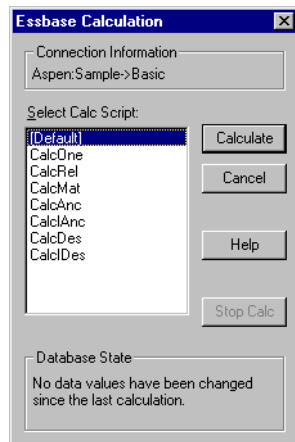 Essbase Calculation
Connection Information
Aspen:Sample->Basic
Select Calc Script:
(Default)
CalcOne
CalcRel
CalcMat
CalcAnc
CalcIAnc
CalcDes
CalcIDes
Calculate
Cancel
Help
Stop Calc
Database State
No data values have been changed
since the last calculation.